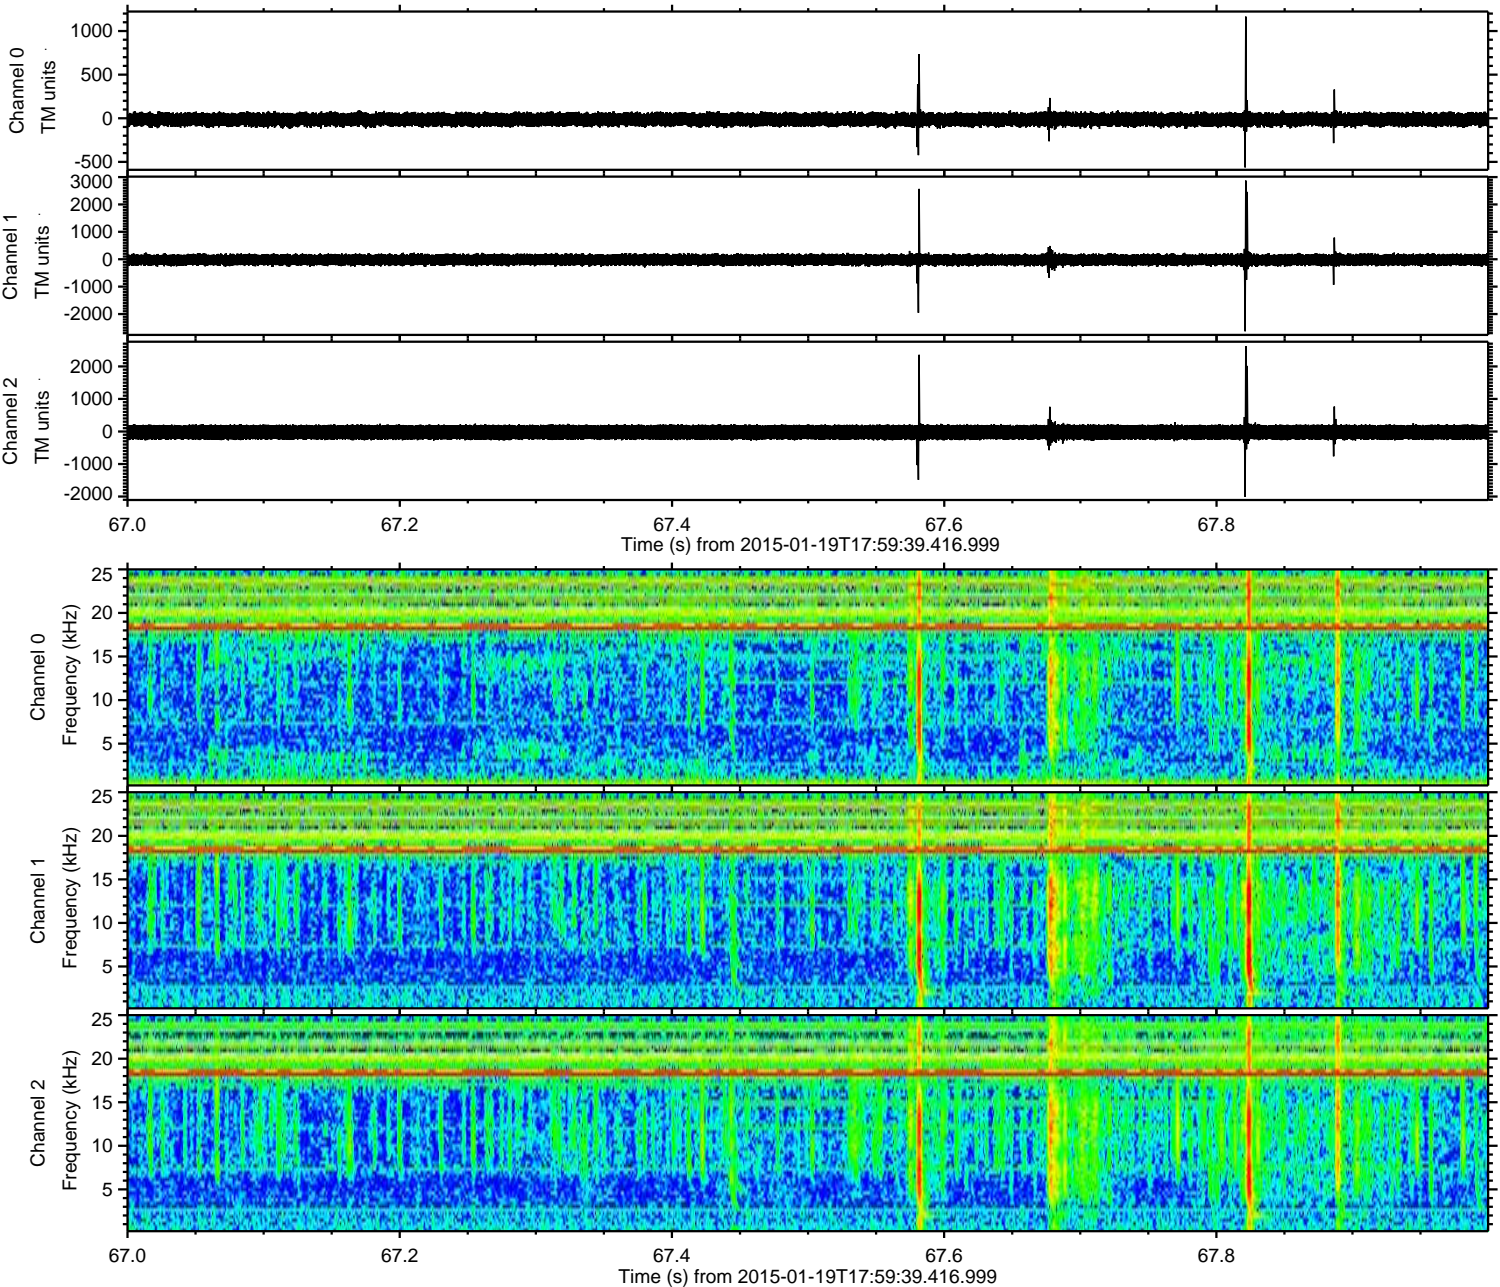 Channel 0
TM units
1000
500
0
-500
Channel 1
TM units
3000
2000
1000
0
-1000
-2000
Channel 2
TM units
2000
1000
0
-1000
-2000
67.0 67.2 67.4 67.6 67.8
Time (s) from 2015-01-19T17:59:39.416.999
Channel 0
Frequency (kHz)
25
20
15
10
5
Channel 1
Frequency (kHz)
25
20
15
10
5
Channel 2
Frequency (kHz)
25
20
15
10
5
67.0 67.2 67.4 67.6 67.8
Time (s) from 2015-01-19T17:59:39.416.999